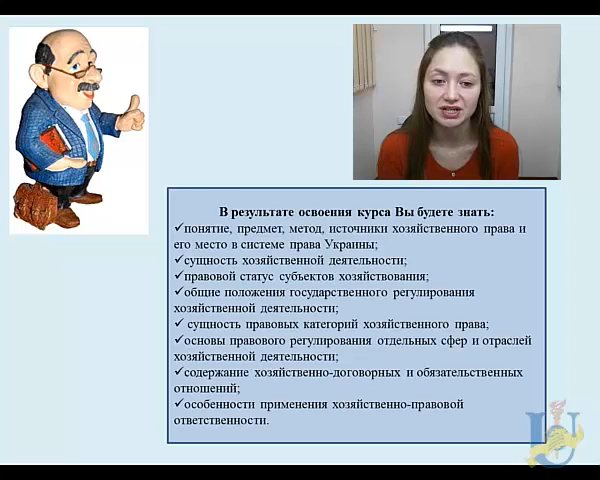 В результате освоения курса Вы будете знать:
✓понятие, предмет, метод, источники хозяйственного права и
его место в системе права Украины;
✓сущность хозяйственной деятельности;
✓правовой статус субъектов хозяйствования;
✓общие положения государственного регулирования
хозяйственной деятельности;
✓ сущность правовых категорий хозяйственного права;
✓основы правового регулирования отдельных сфер и отраслей
хозяйственной деятельности;
✓содержание хозяйственно-договорных и обязательственных
отношений;
✓особенности применения хозяйственно-правовой
ответственности.